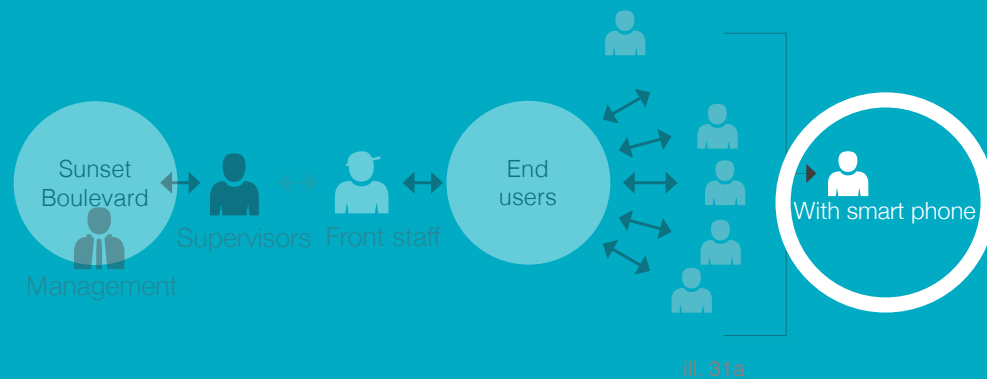 Sunset
Boulevard
Management
Supervisors
Front staff
End
users
With smart phone
ill. 31a